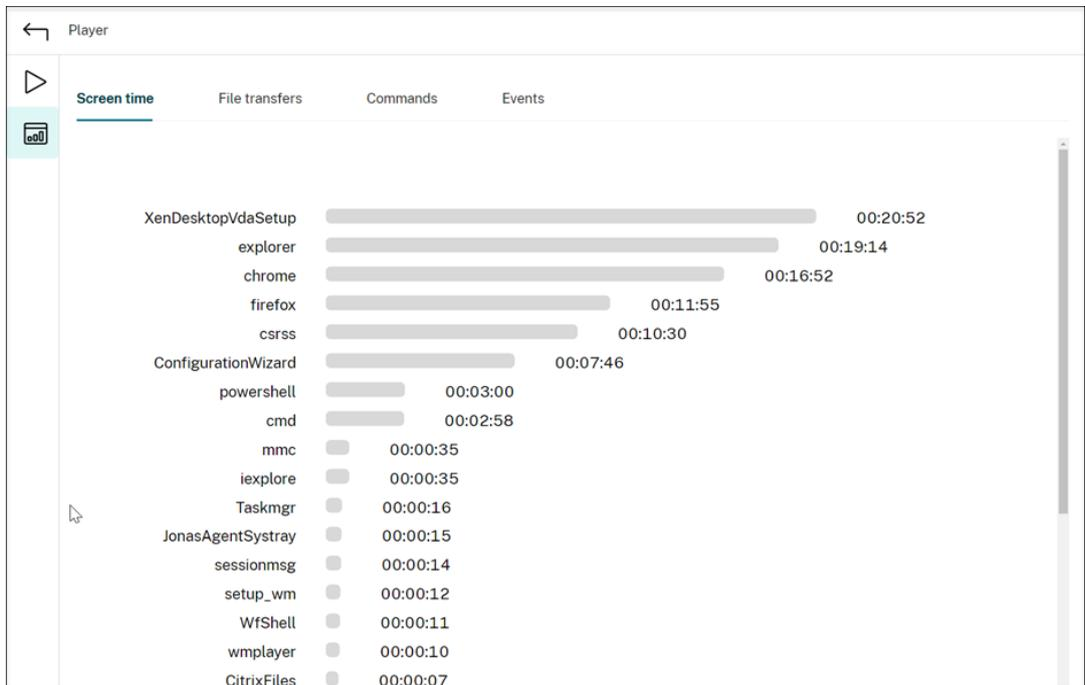 Player
Screen time File transfers Commands Events
XenDesktopVdaSetup 00:20:52
explorer 00:19:14
chrome 00:16:52
firefox 00:11:55
csrss 00:10:30
ConfigurationWizard 00:07:46
powershell 00:03:00
cmd 00:02:58
mmc 00:00:35
iexplore 00:00:35
Taskmgr 00:00:16
JonasAgentSystray 00:00:15
sessionmsg 00:00:14
setup_wm 00:00:12
WfShell 00:00:11
wmplayer 00:00:10
CitrixFiles 00:00:07